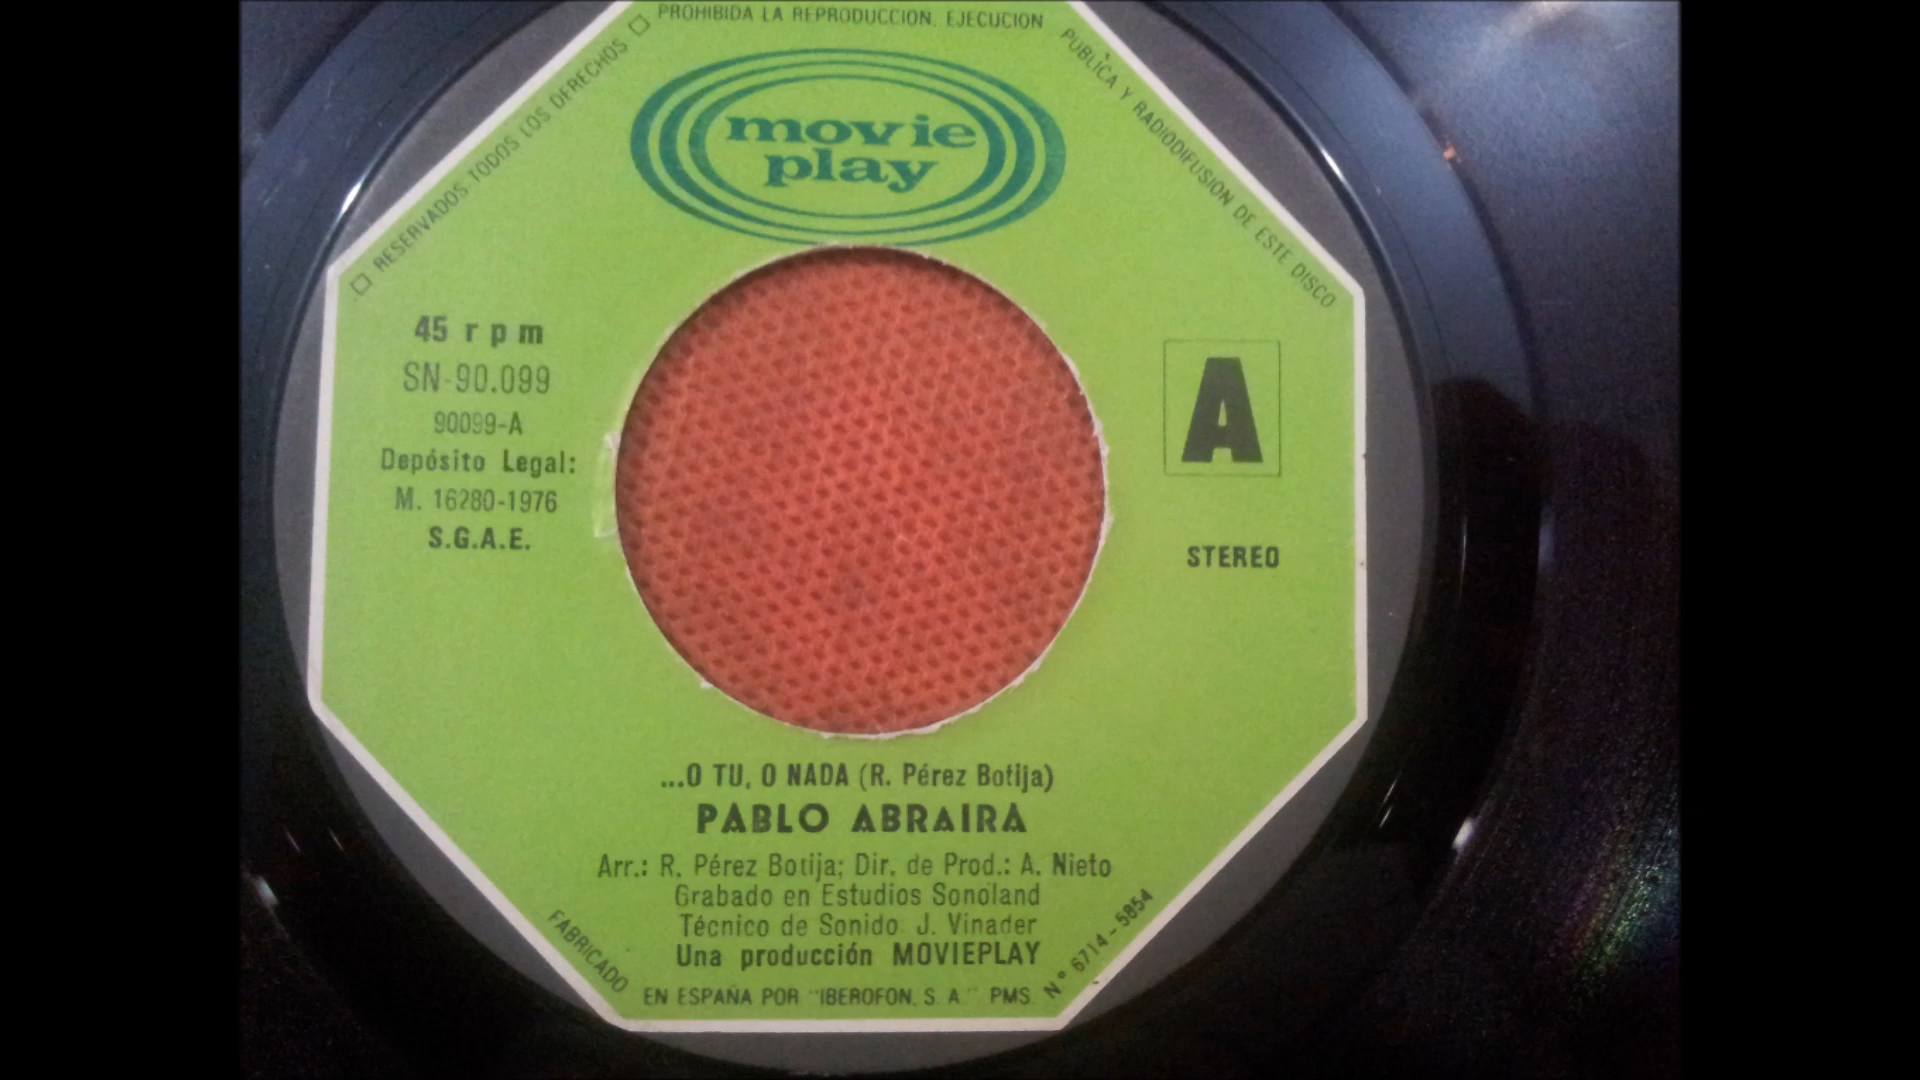 □ RESERVADOS TODOS LOS DERECHOS □ PROHIBIDA LA REPRODUCCION, EJECUCION PUBLICA Y RADIODIFUSION DE ESTE DISCO
movie
play
45 rpm
SN-90.099
90099-A
Depósito Legal:
M. 16280-1976
S.G.A.E.
A
STEREO
...O TU, O NADA (R. Pérez Botija)
PABLO ABRAIRA
Arr.: R. Pérez Botija; Dir. de Prod.: A. Nieto
Grabado en Estudios Sonoland
Técnico de Sonido J. Vinader
Una producción MOVIEPLAY
FABRICADO EN ESPAÑA POR "IBEROFON, S. A." PMS. N.º 6714-5854